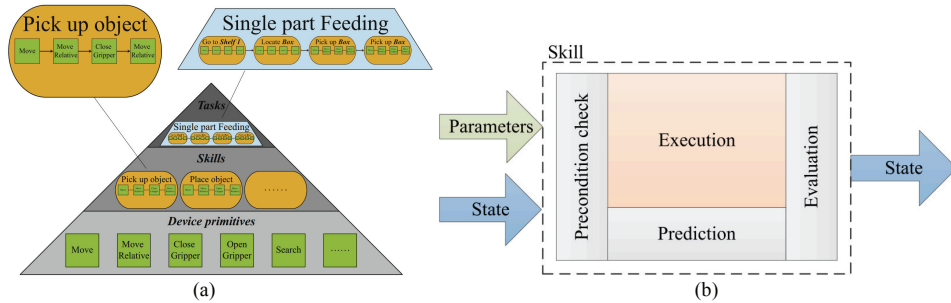 Pick up object
Move
Move
Relative
Close
Gripper
Move
Relative
Single part Feeding
Go to Shelf 1
Locate Box
Pick up Box
Pick up Box
Tasks
Single part Feeding
Skills
Pick up object
Place object
......
Device primitives
Move
Move
Relative
Close
Gripper
Open
Gripper
Search
......
(a)
Skill
Parameters
State
Precondition check
Execution
Prediction
Evaluation
State
(b)